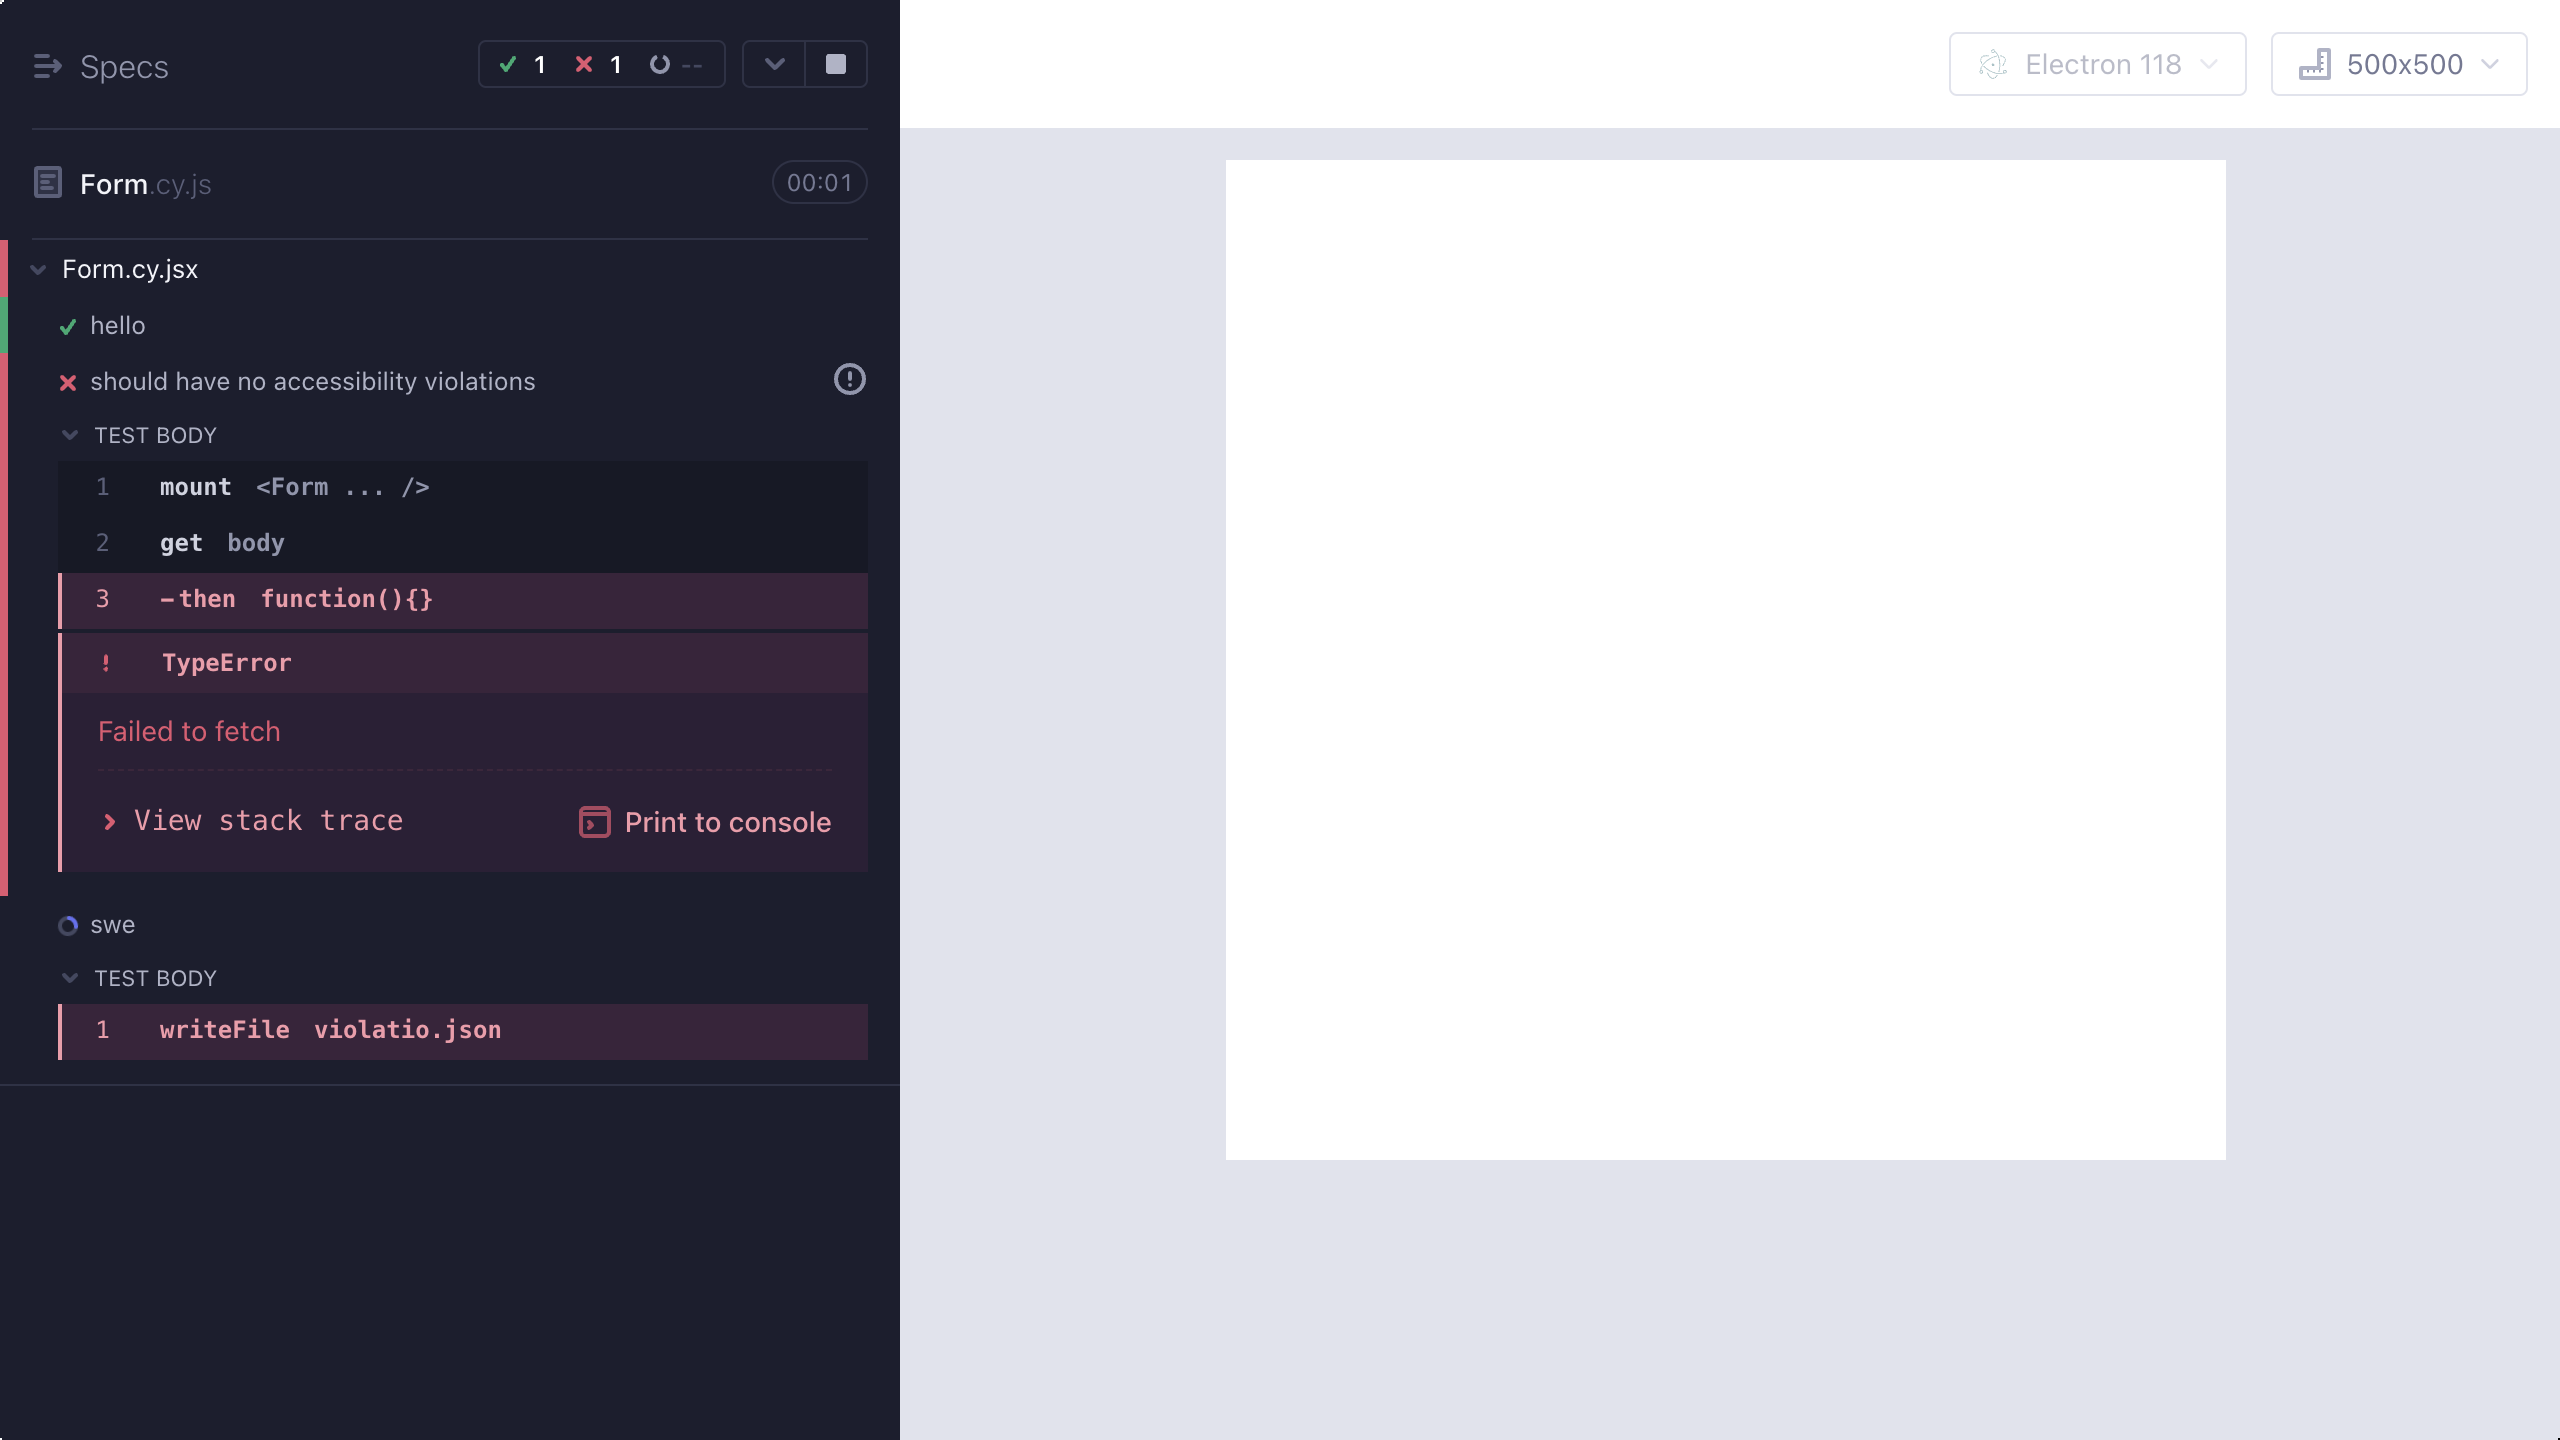 Specs
1 1 --
Electron 118
500x500
Form.cy.js
00:01
Form.cy.jsx
hello
should have no accessibility violations
TEST BODY
1 mount <Form ... />
2 get body
3 -then function(){}
! TypeError
Failed to fetch
View stack trace
Print to console
swe
TEST BODY
1 writeFile violatio.json